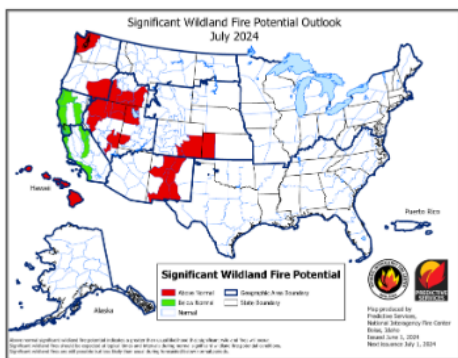 Significant Wildland Fire Potential Outlook
July 2024
Hawaii
Puerto Rico
Alaska
Significant Wildland Fire Potential
Above Normal
Geographic Area Boundary
Below Normal
State Boundary
Normal
PREDICTIVE
SERVICES
Map produced by
Predictive Services,
National Interagency Fire Center
Boise, Idaho
Issued June 1, 2024
Next issuance July 1, 2024